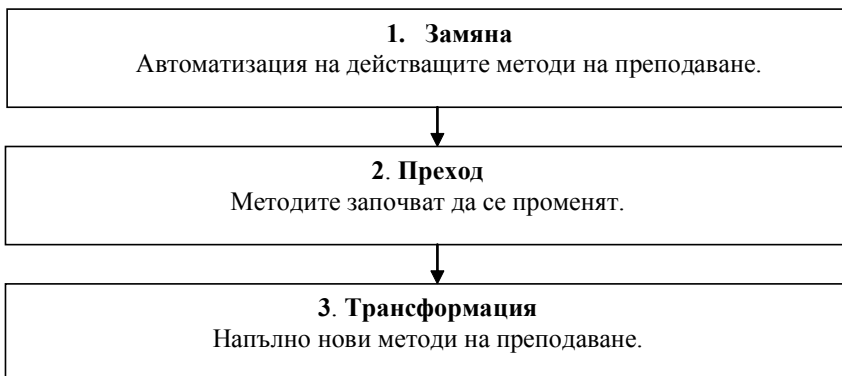 1. Замяна
Автоматизация на действащите методи на преподаване.
2. Преход
Методите започват да се променят.
3. Трансформация
Напълно нови методи на преподаване.